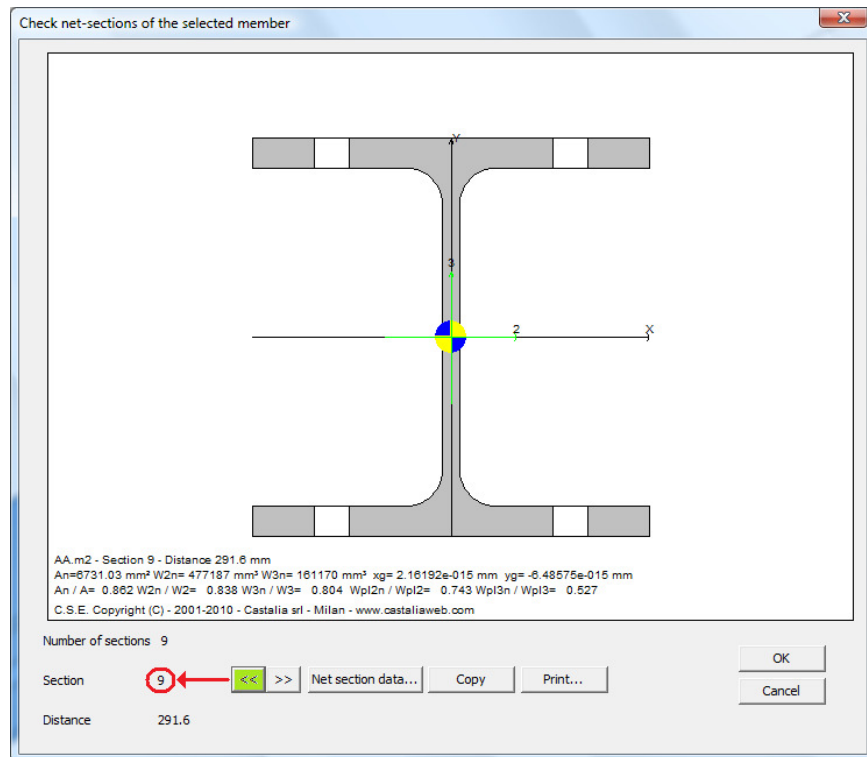 Check net-sections of the selected member
x
Y
3
2
X
AA.m2 - Section 9 - Distance 291.6 mm
An=6731.03 mm² W2n= 477187 mm³ W3n= 161170 mm³ xg= 2.16192e-015 mm yg= -6.48575e-015 mm
An / A= 0.862 W2n / W2= 0.838 W3n / W3= 0.804 Wpl2n / Wpl2= 0.743 Wpl3n / Wpl3= 0.527
C.S.E. Copyright (C) - 2001-2010 - Castalia srl - Milan - www.castaliaweb.com
Number of sections 9
Section 9 << >> Net section data... Copy Print...
OK
Cancel
Distance 291.6